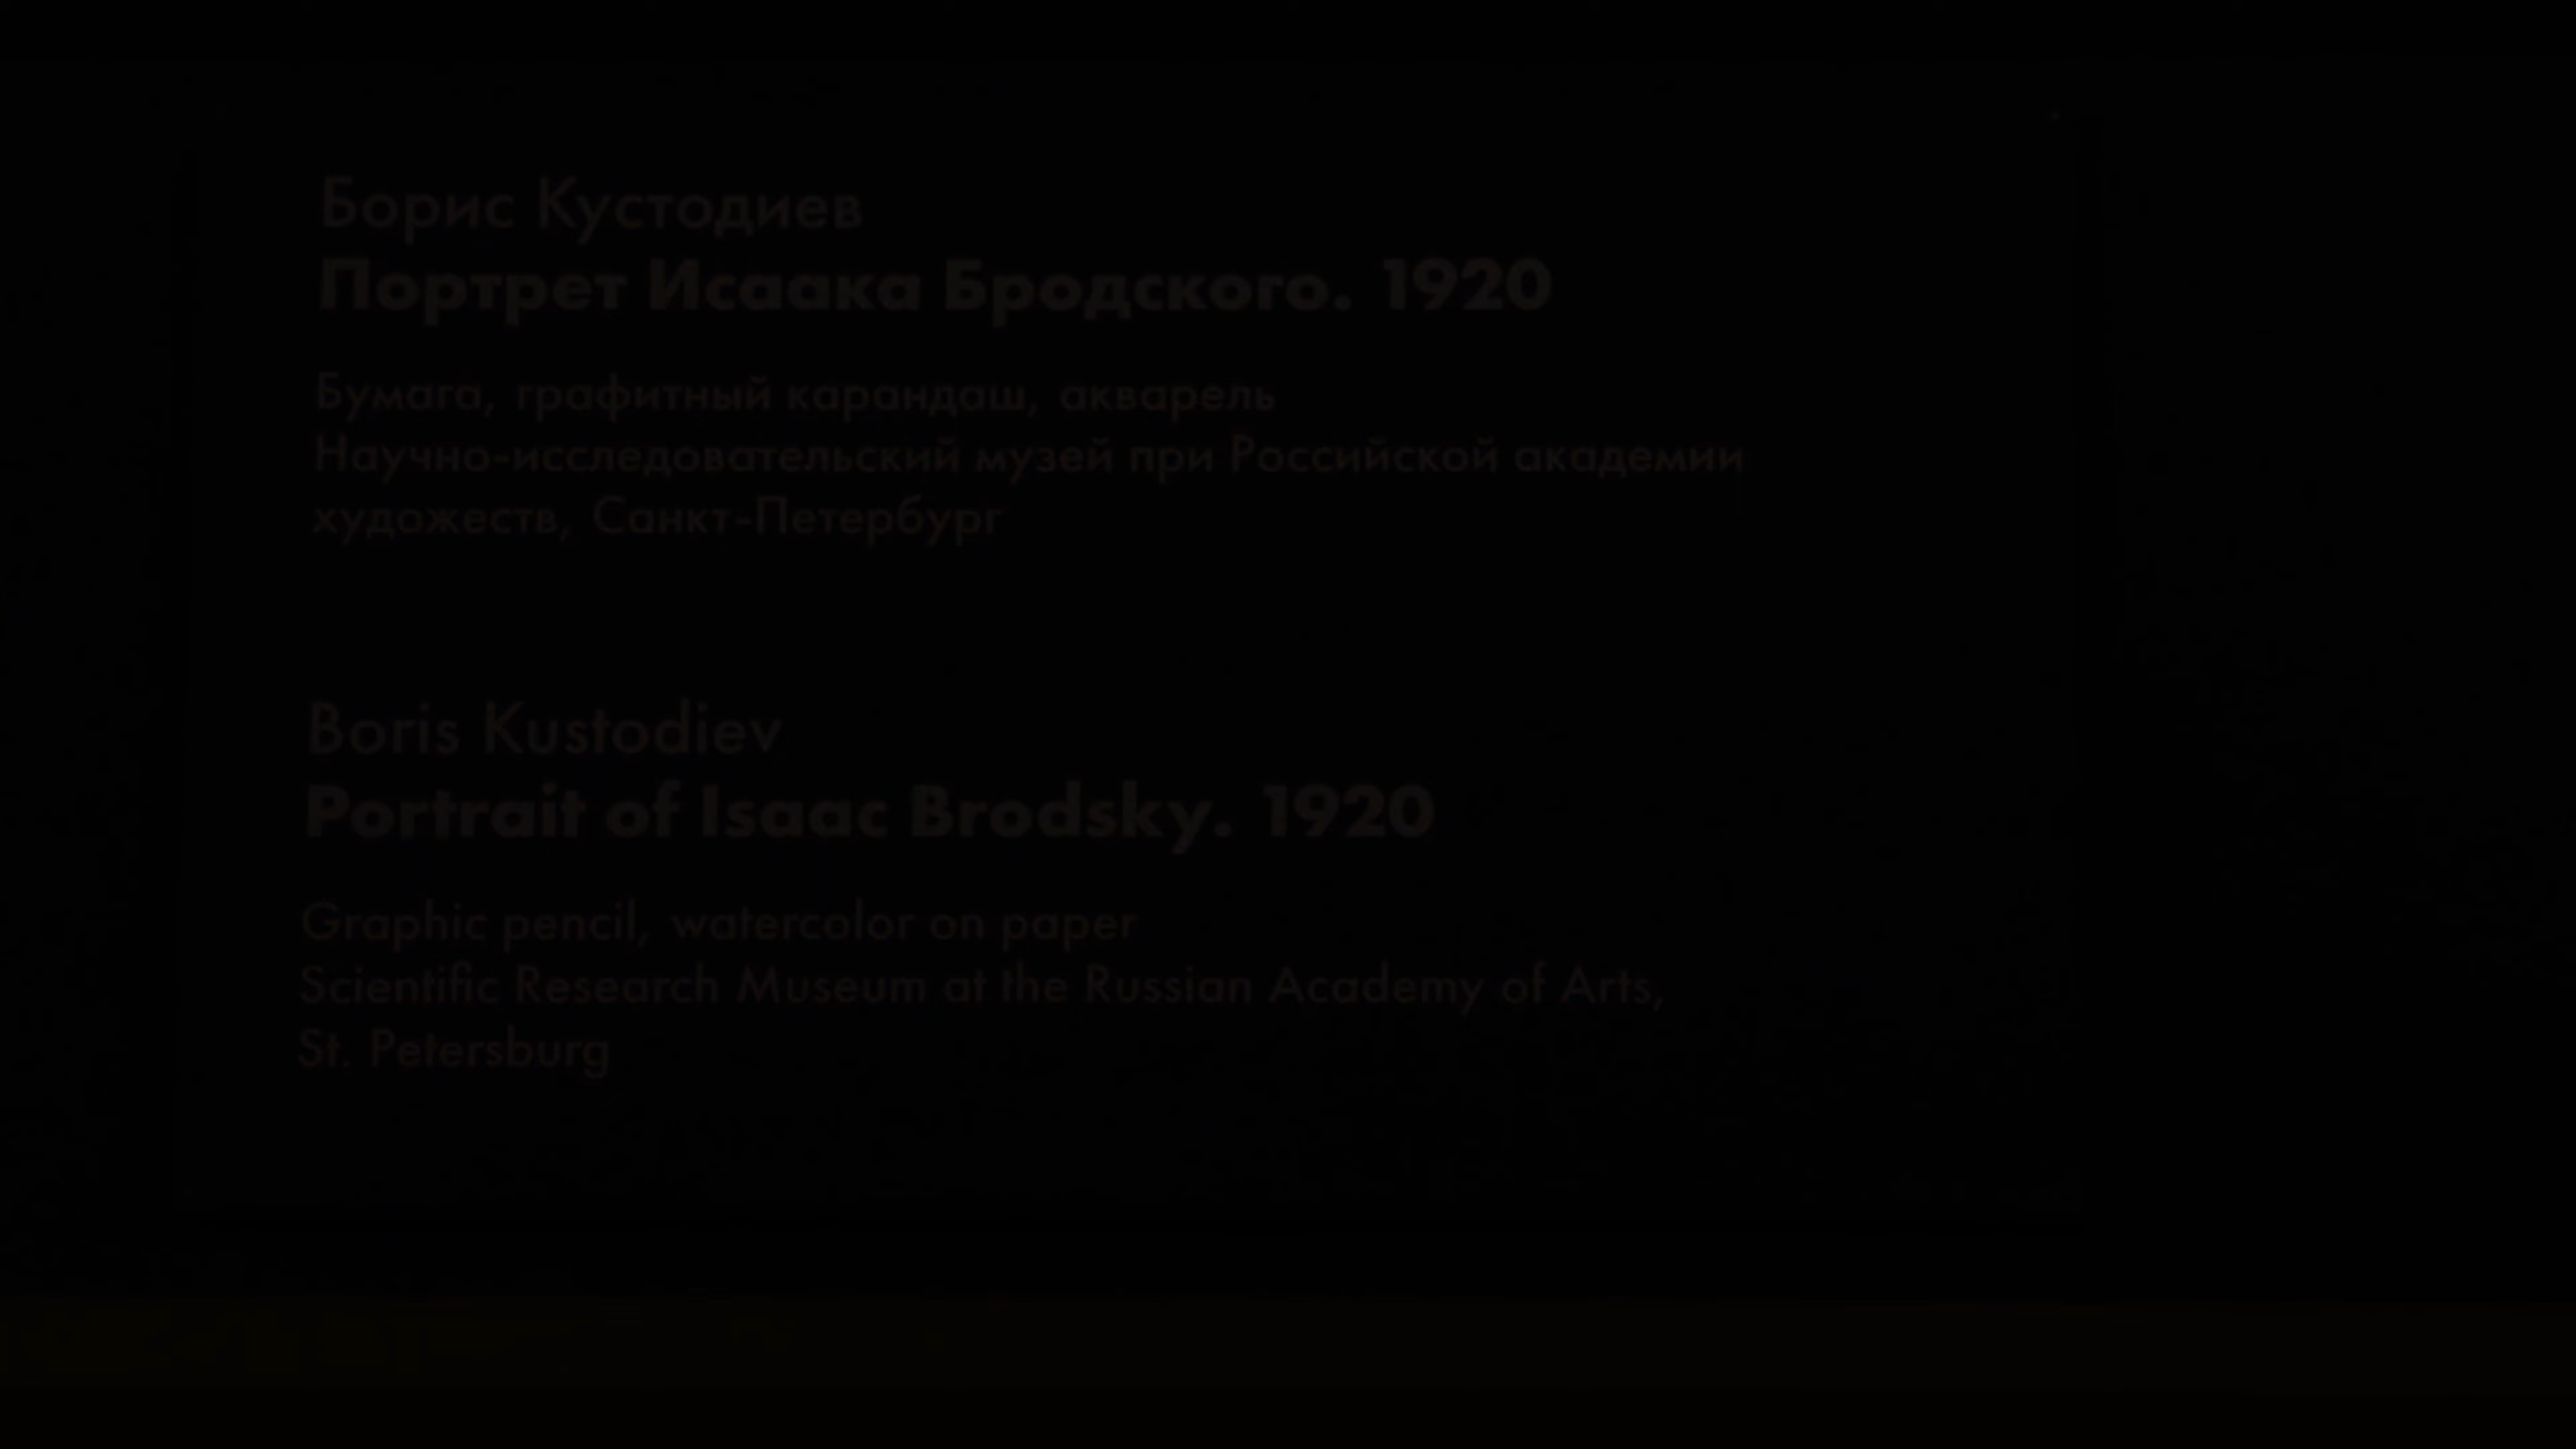 Борис Кустодиев
Портрет Исаака Бродского. 1920
Бумага, графитный карандаш, акварель
Научно-исследовательский музей при Российской академии
художеств, Санкт-Петербург
Boris Kustodiev
Portrait of Isaac Brodsky. 1920
Graphic pencil, watercolor on paper
Scientific Research Museum at the Russian Academy of Arts,
St. Petersburg